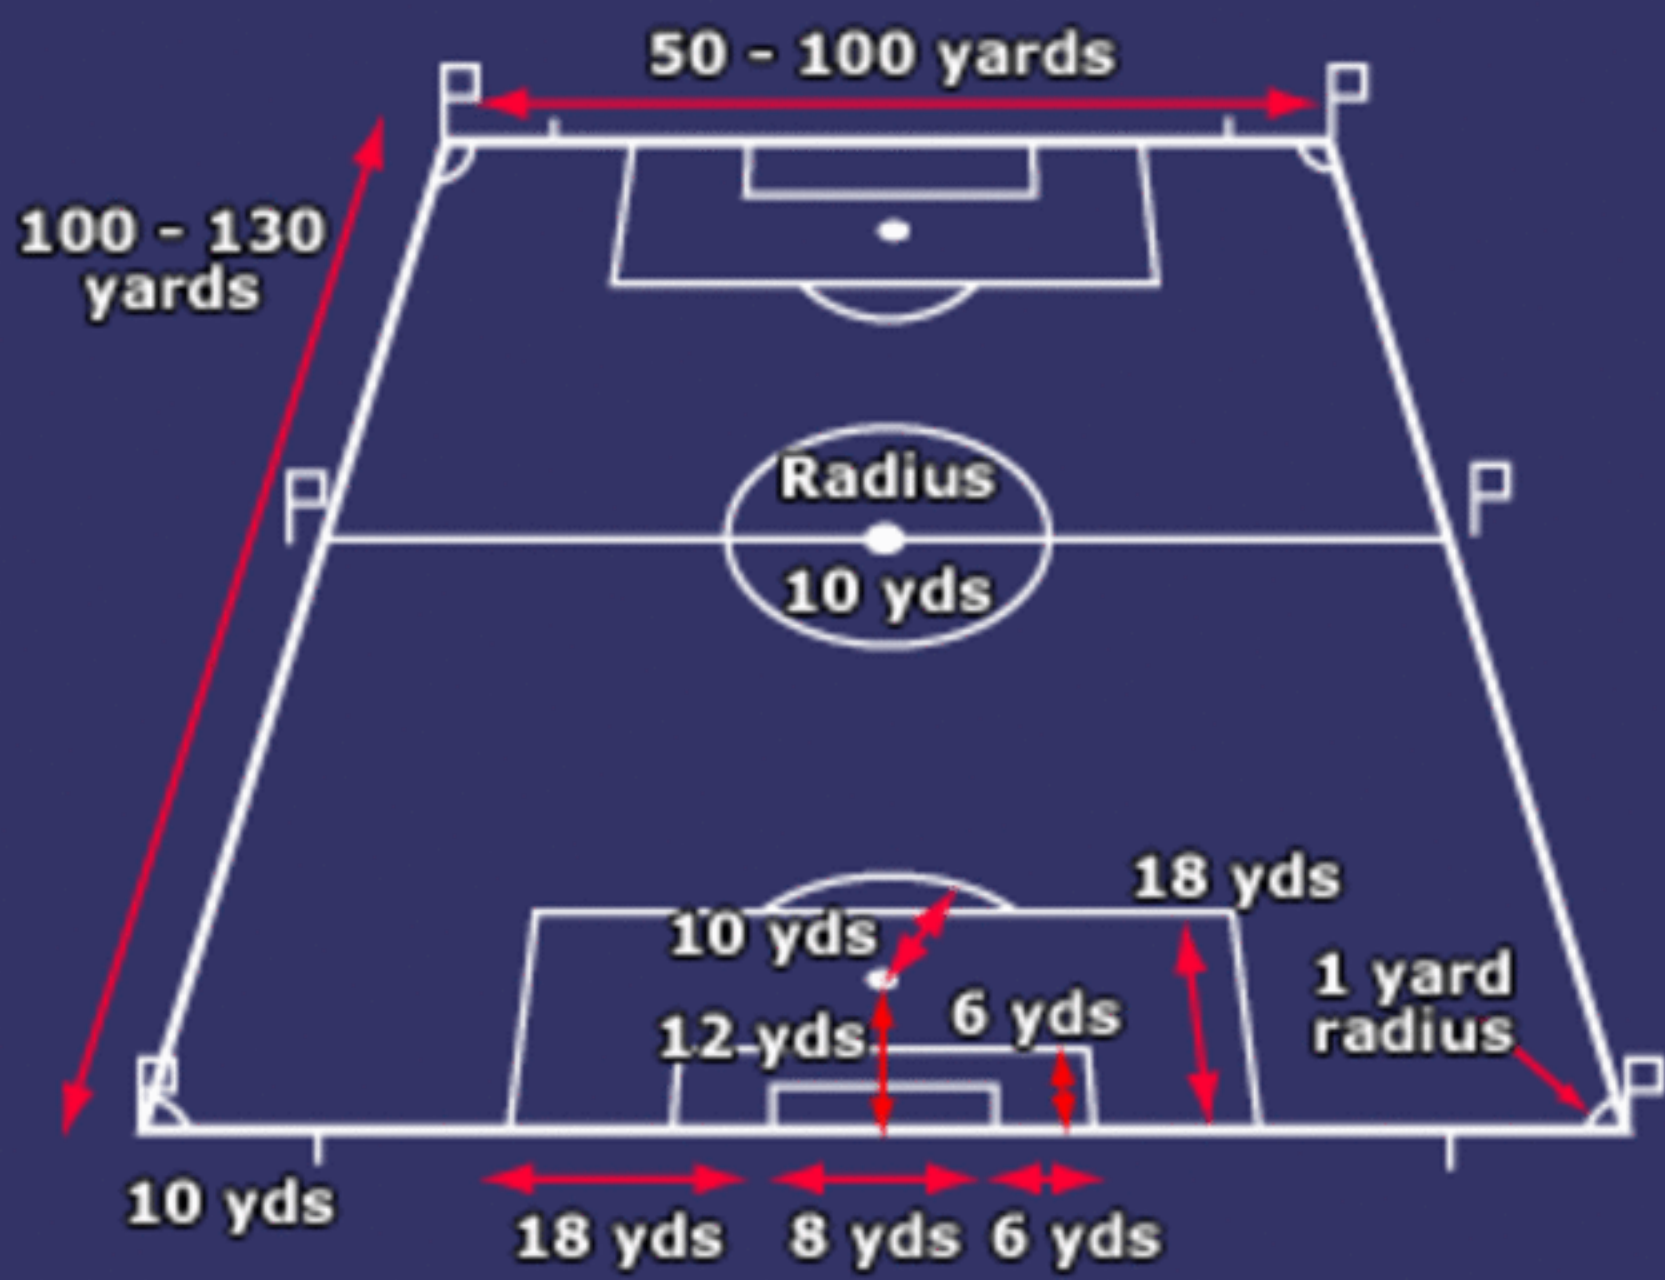 50 - 100 yards
100 - 130
yards
Radius
10 yds
18 yds
10 yds
1 yard
radius
6 yds
12 yds
10 yds
18 yds
8 yds
6 yds